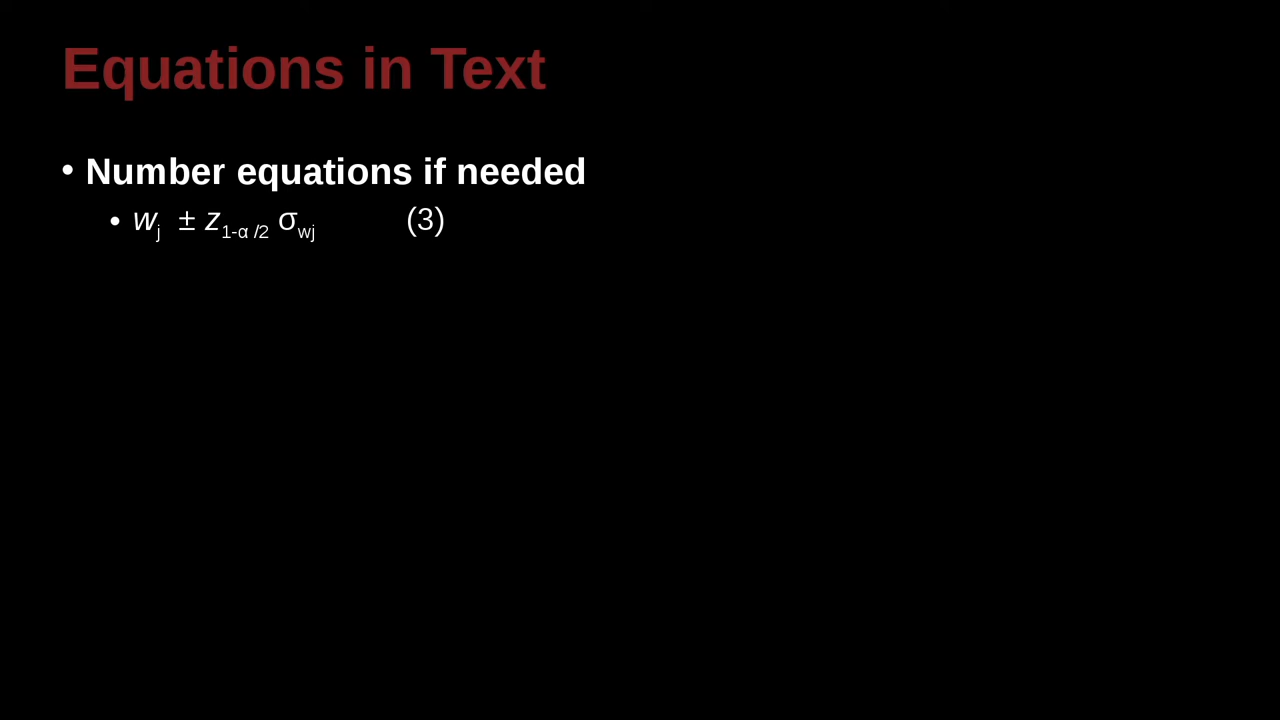 Equations in Text
• Number equations if needed
• wj ± z1-α /2 σwj (3)